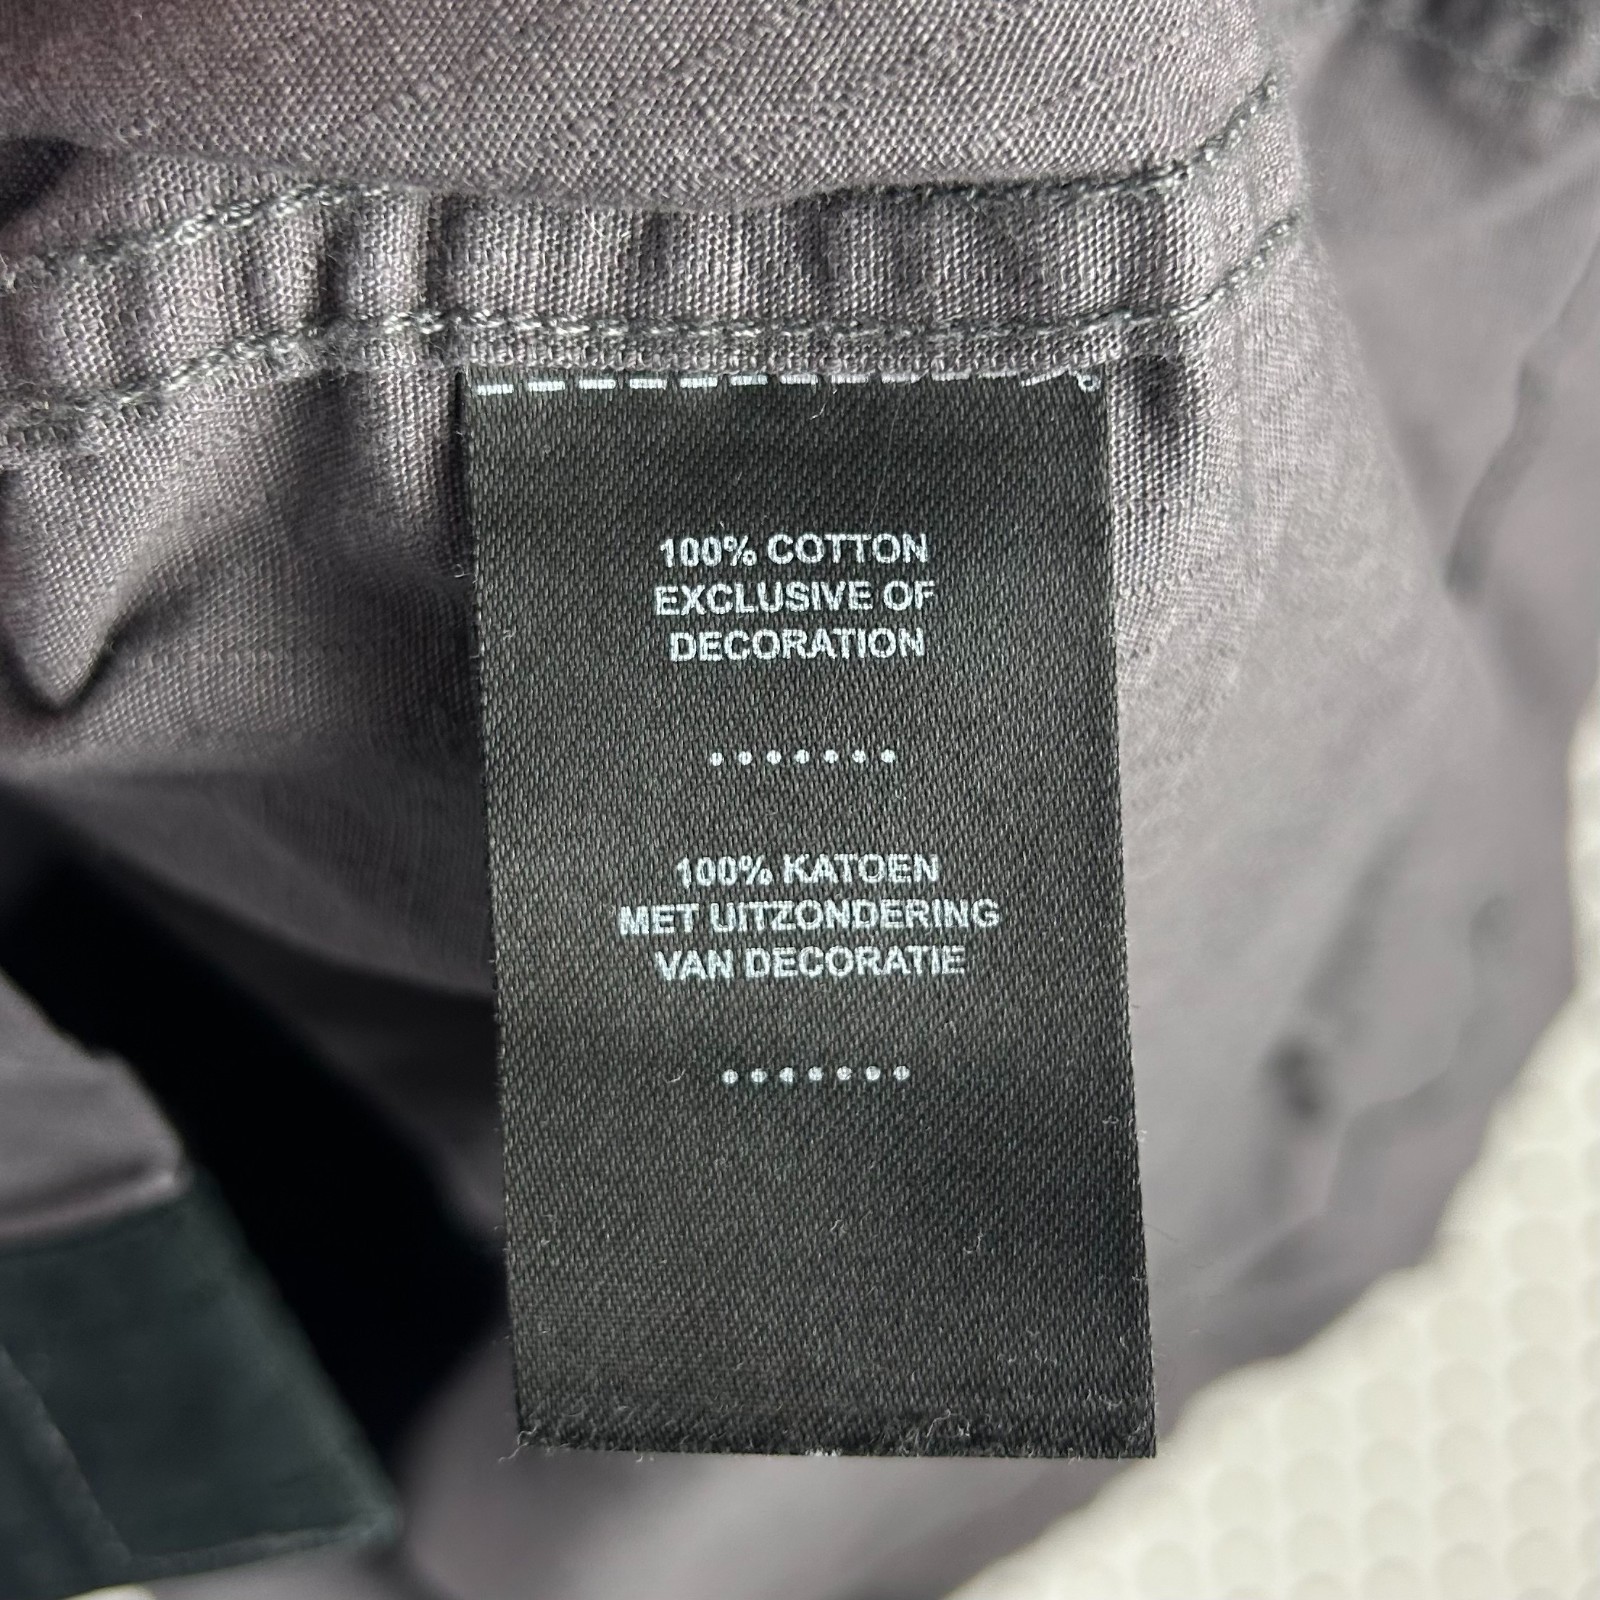 100% COTTON
EXCLUSIVE OF
DECORATION
.......
100% KATOEN
MET UITZONDERING
VAN DECORATIE
.......